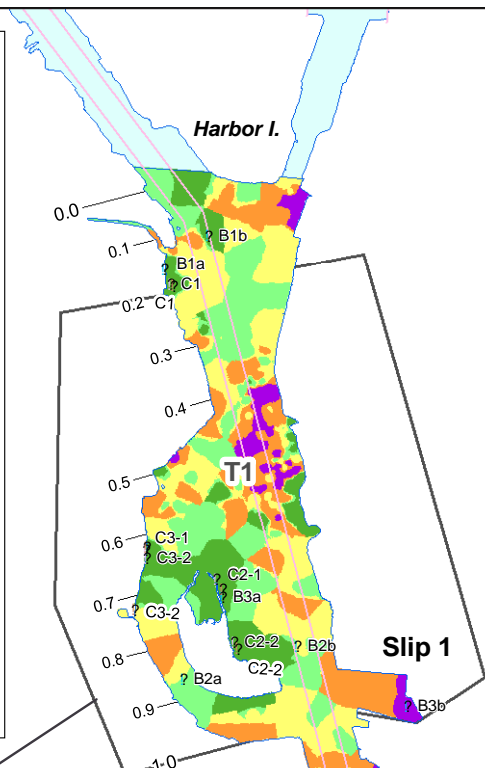 Harbor I.
0.0
B1b
0.1
B1a
C1
0.2
C1
0.3
0.4
T1
0.5
C3-1
0.6
C3-2
C2-1
B3a
0.7
C3-2
C2-2
B2b
Slip 1
0.8
C2-2
B2a
B3b
0.9
1.0